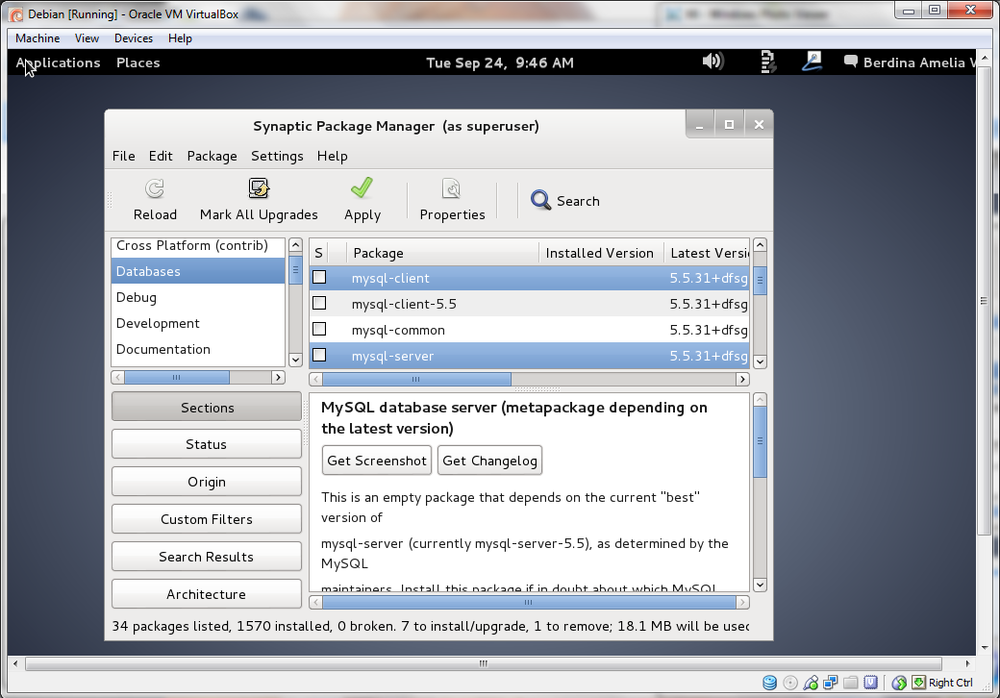 Debian [Running] - Oracle VM VirtualBox
Machine View Devices Help
Applications Places Tue Sep 24, 9:46 AM Berdina Amelia
Synaptic Package Manager (as superuser)
File Edit Package Settings Help
Reload Mark All Upgrades Apply Properties Search
Cross Platform (contrib)
Databases
Debug
Development
Documentation
S Package Installed Version Latest Versi
mysql-client 5.5.31+dfsg
mysql-client-5.5 5.5.31+dfsg
mysql-common 5.5.31+dfsg
mysql-server 5.5.31+dfsg
Sections
Status
Origin
Custom Filters
Search Results
Architecture
MySQL database server (metapackage depending on
the latest version)
Get Screenshot Get Changelog
This is an empty package that depends on the current "best"
version of
mysql-server (currently mysql-server-5.5), as determined by the
MySQL
maintainers. Install this package if in doubt about which MySQL
34 packages listed, 1570 installed, 0 broken. 7 to install/upgrade, 1 to remove; 18.1 MB will be used
Right Ctrl